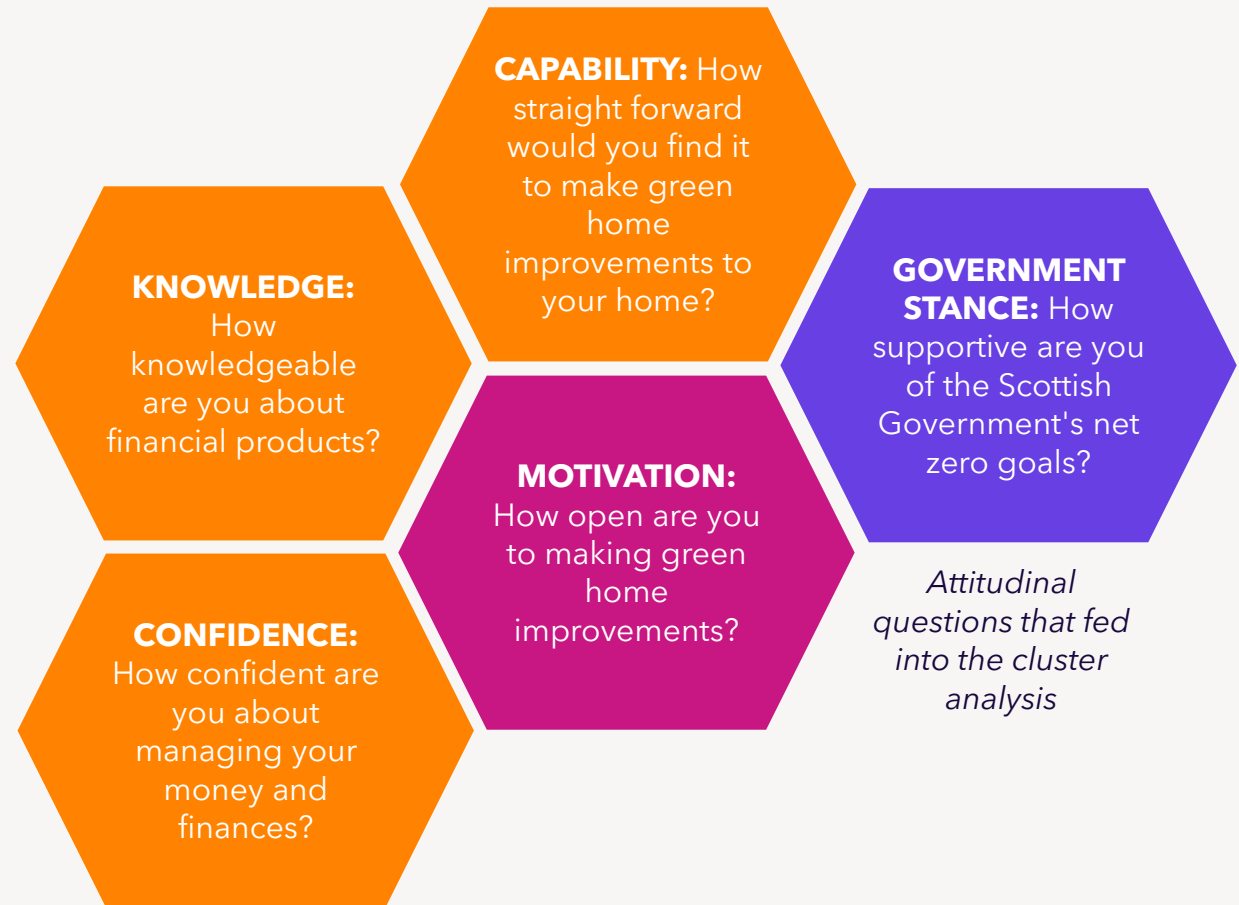 CAPABILITY: How
straight forward
would you find it
to make green
home
improvements to
your home?
KNOWLEDGE:
How
knowledgeable
are you about
financial products?
GOVERNMENT
STANCE: How
supportive are you
of the Scottish
Government's net
zero goals?
MOTIVATION:
How open are you
to making green
home
improvements?
CONFIDENCE:
How confident are
you about
managing your
money and
finances?
Attitudinal
questions that fed
into the cluster
analysis